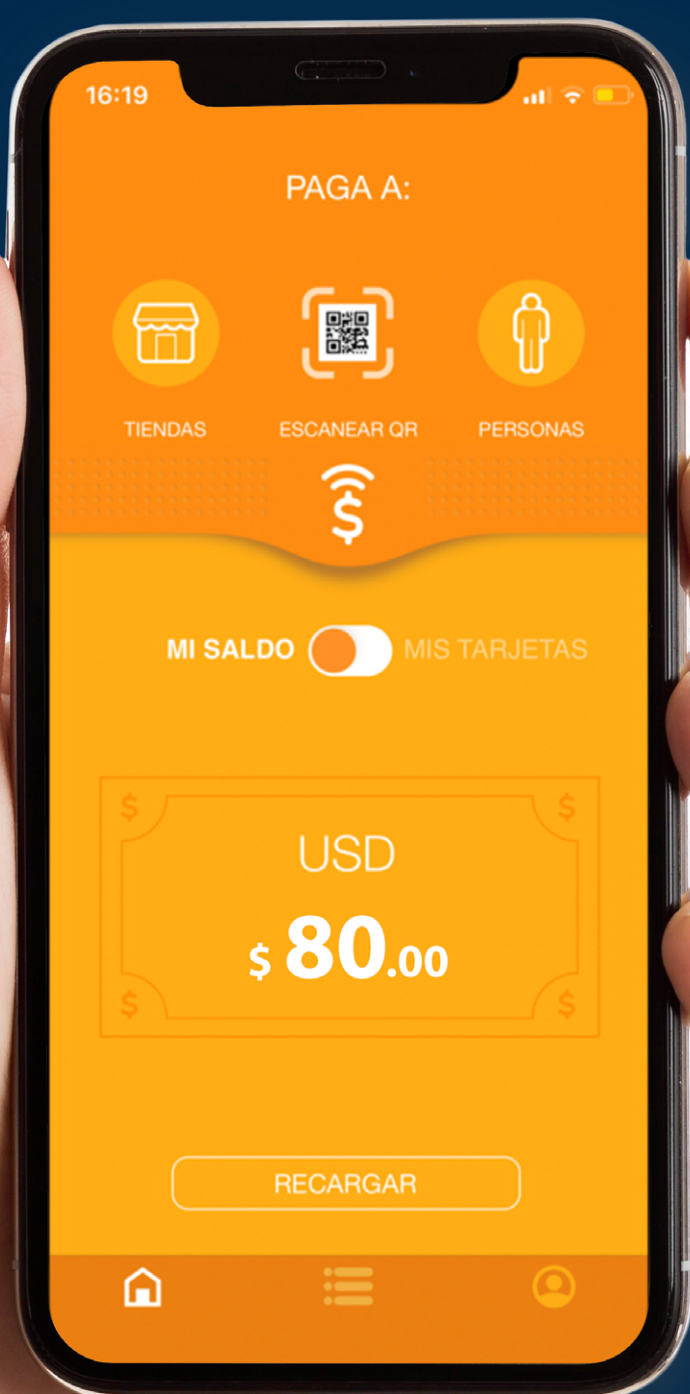 16:19
PAGA A:
TIENDAS
ESCANEAR QR
PERSONAS
$
MI SALDO
MIS TARJETAS
$ $
USD
$ 80.00
$ $
RECARGAR